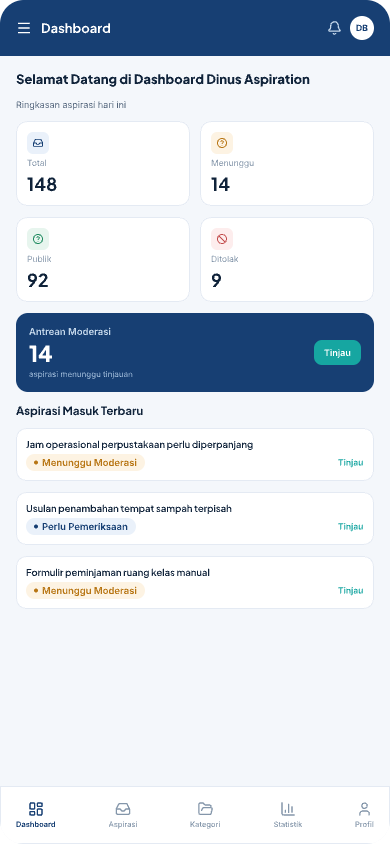 Dashboard
DB
Selamat Datang di Dashboard Dinus Aspiration
Ringkasan aspirasi hari ini
Total
148
Menunggu
14
Publik
92
Ditolak
9
Antrean Moderasi
14
aspirasi menunggu tinjauan
Tinjau
Aspirasi Masuk Terbaru
Jam operasional perpustakaan perlu diperpanjang
Menunggu Moderasi
Tinjau
Usulan penambahan tempat sampah terpisah
Perlu Pemeriksaan
Tinjau
Formulir peminjaman ruang kelas manual
Menunggu Moderasi
Tinjau
Dashboard
Aspirasi
Kategori
Statistik
Profil